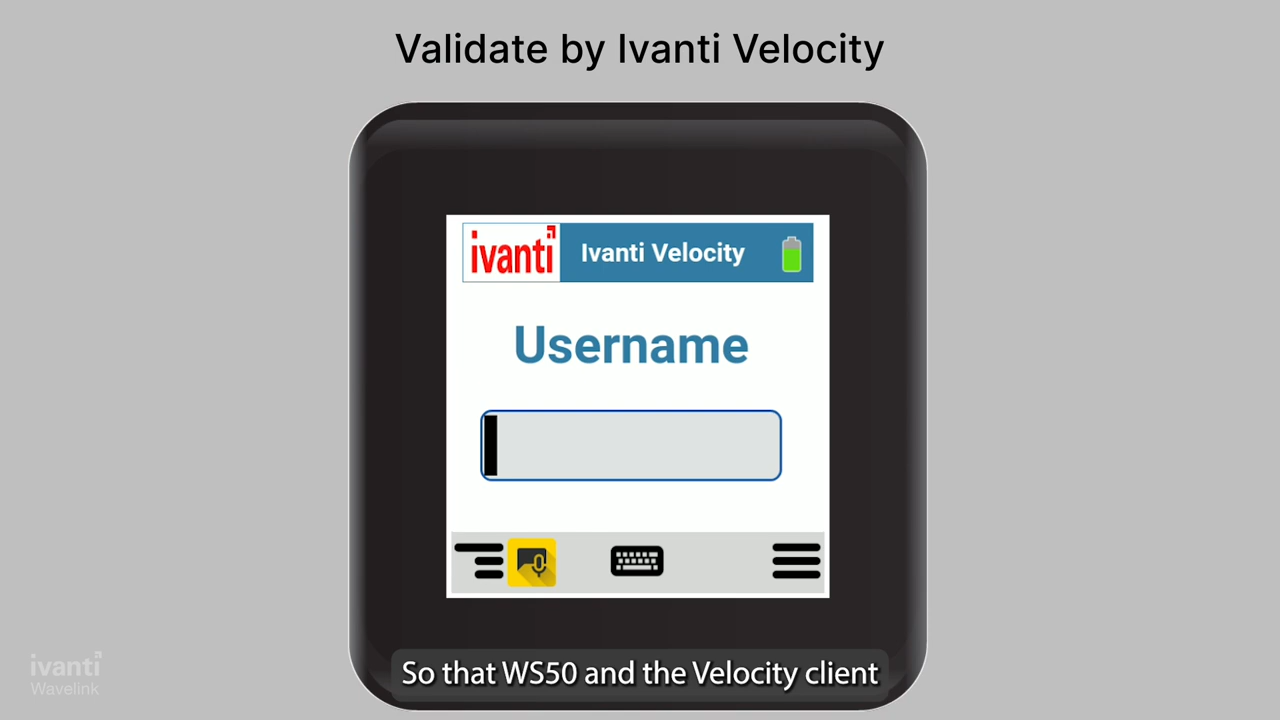 Validate by Ivanti Velocity
ivanti
Ivanti Velocity
Username
So that WS50 and the Velocity client
ivanti
Wavelink